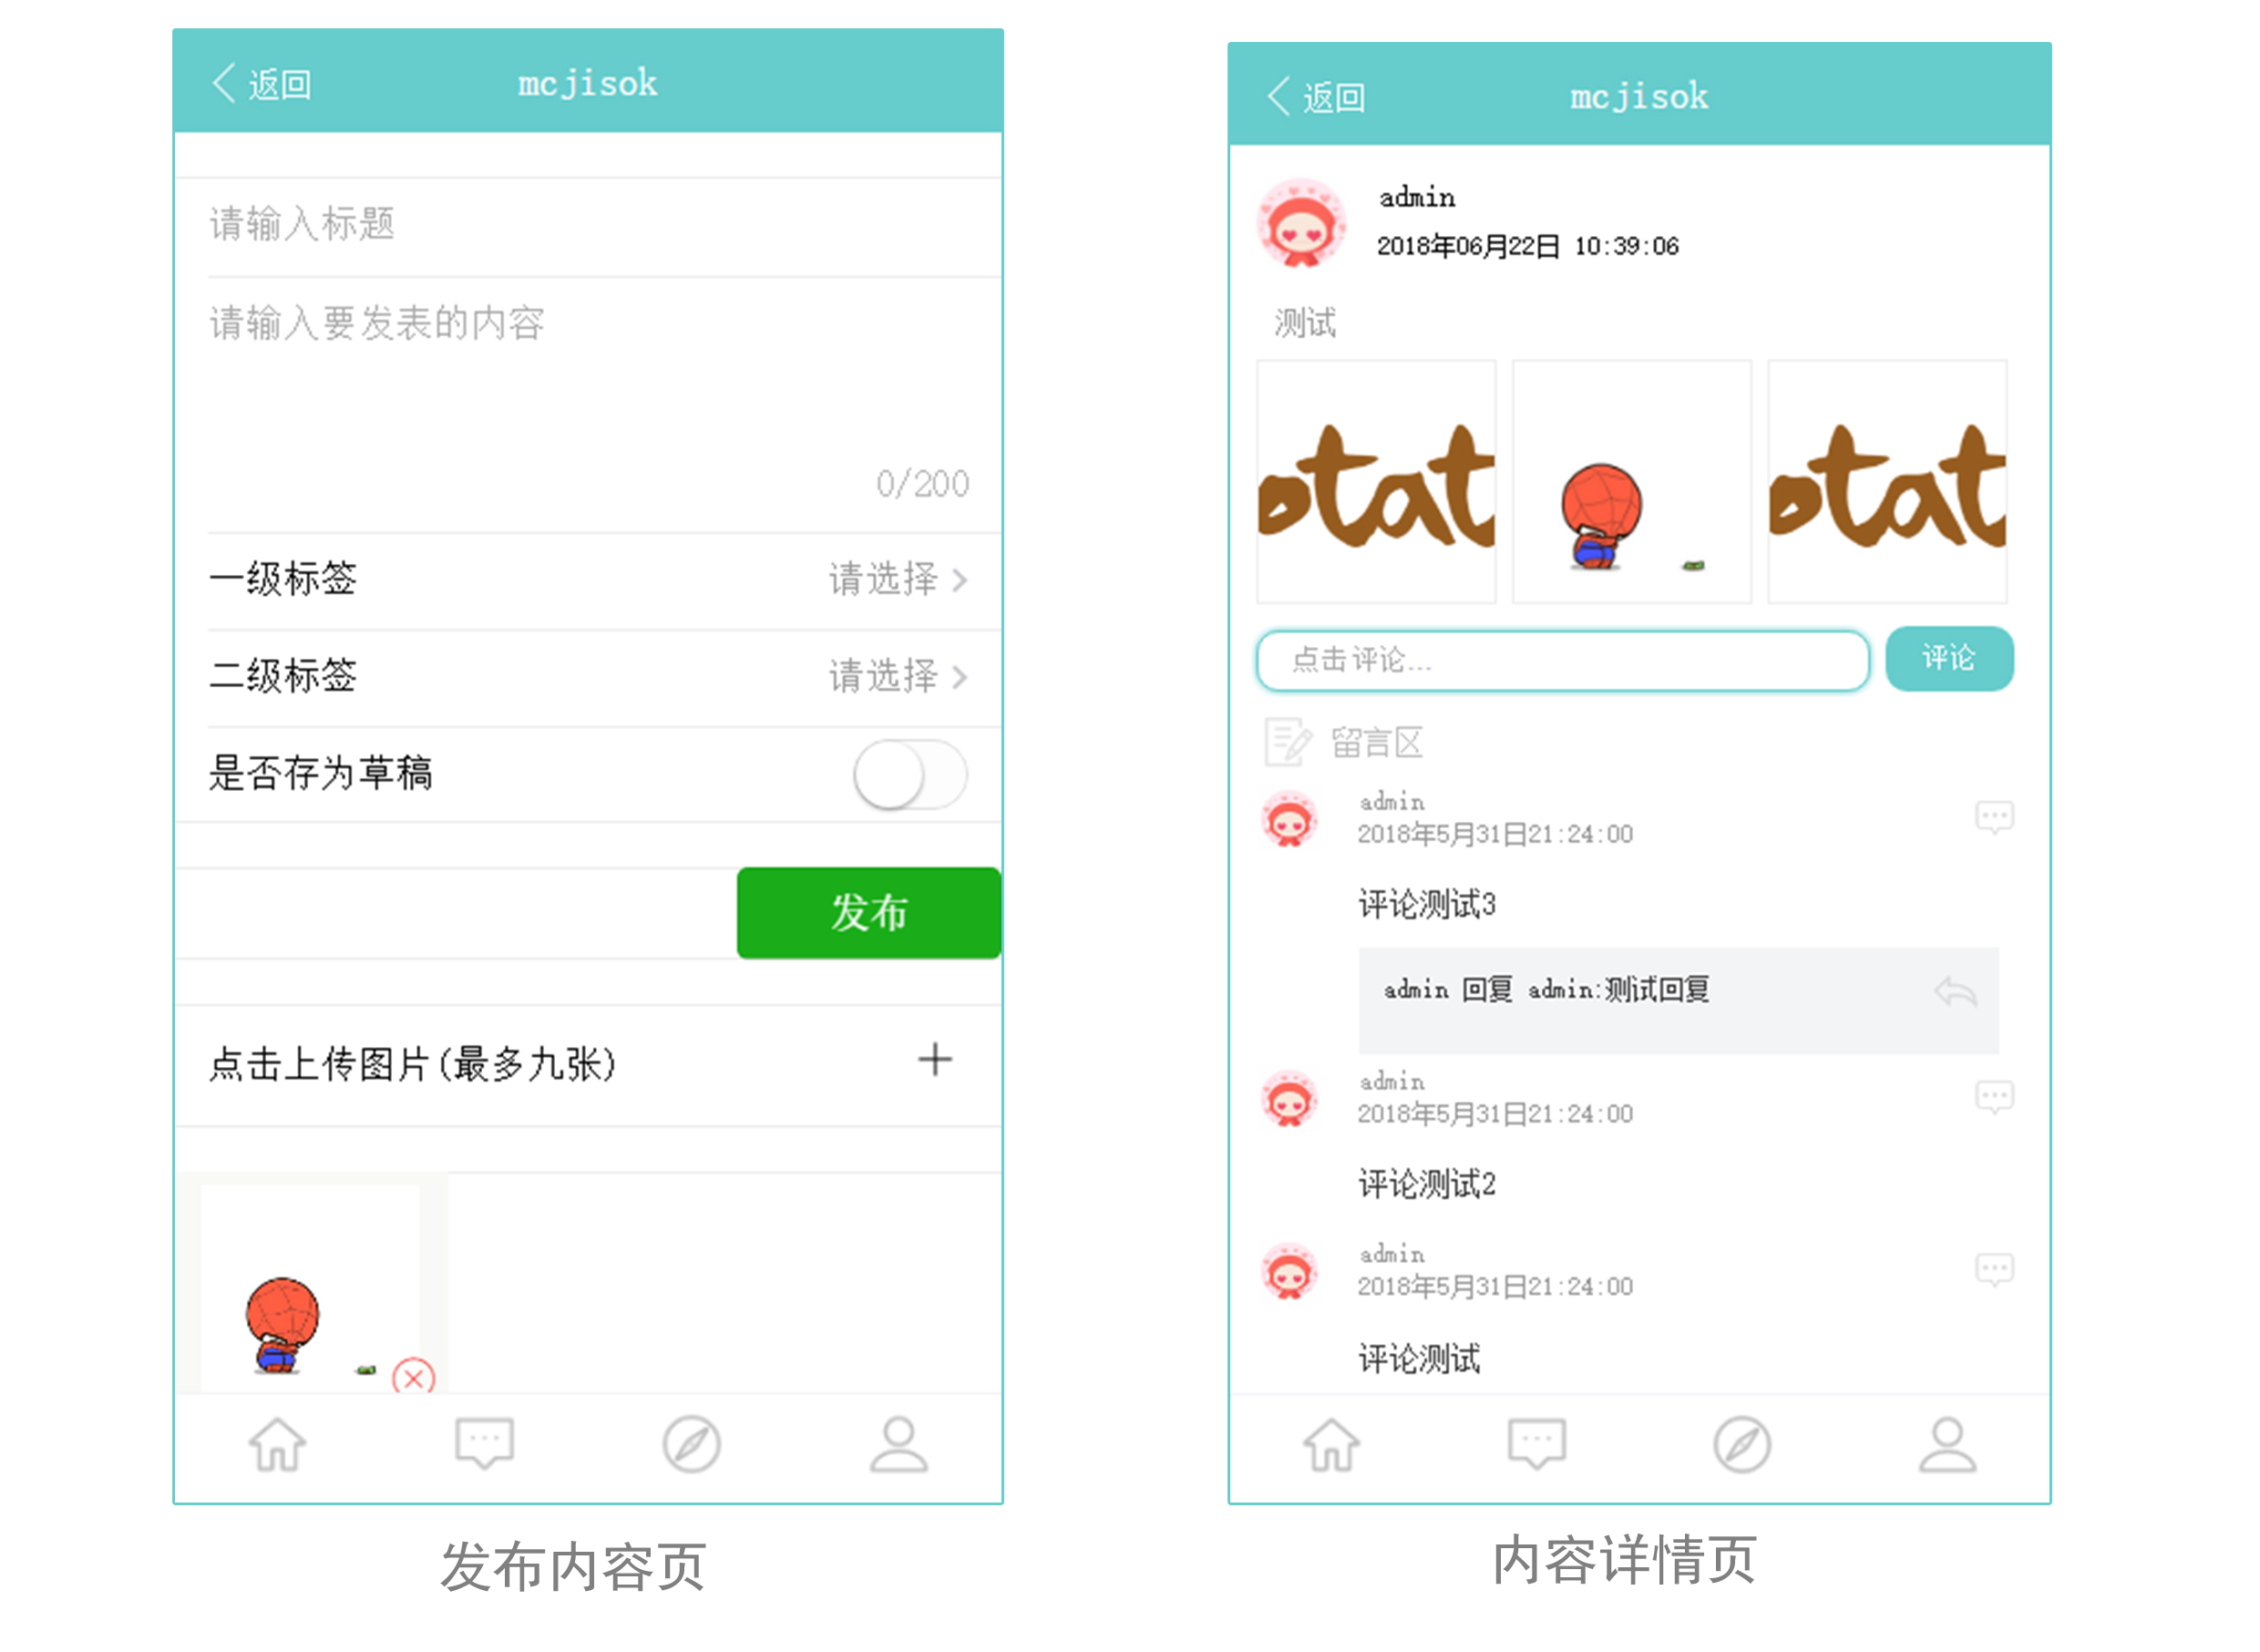 返回
mcjisok
请输入标题
请输入要发表的内容
0/200
一级标签 请选择
二级标签 请选择
是否存为草稿
发布
点击上传图片(最多九张)
发布内容页
返回
mcjisok
admin
2018年06月22日 10:39:06
测试
otat otat
点击评论... 评论
留言区
admin
2018年5月31日21:24:00
评论测试3
admin 回复 admin:测试回复
admin
2018年5月31日21:24:00
评论测试2
admin
2018年5月31日21:24:00
评论测试
内容详情页